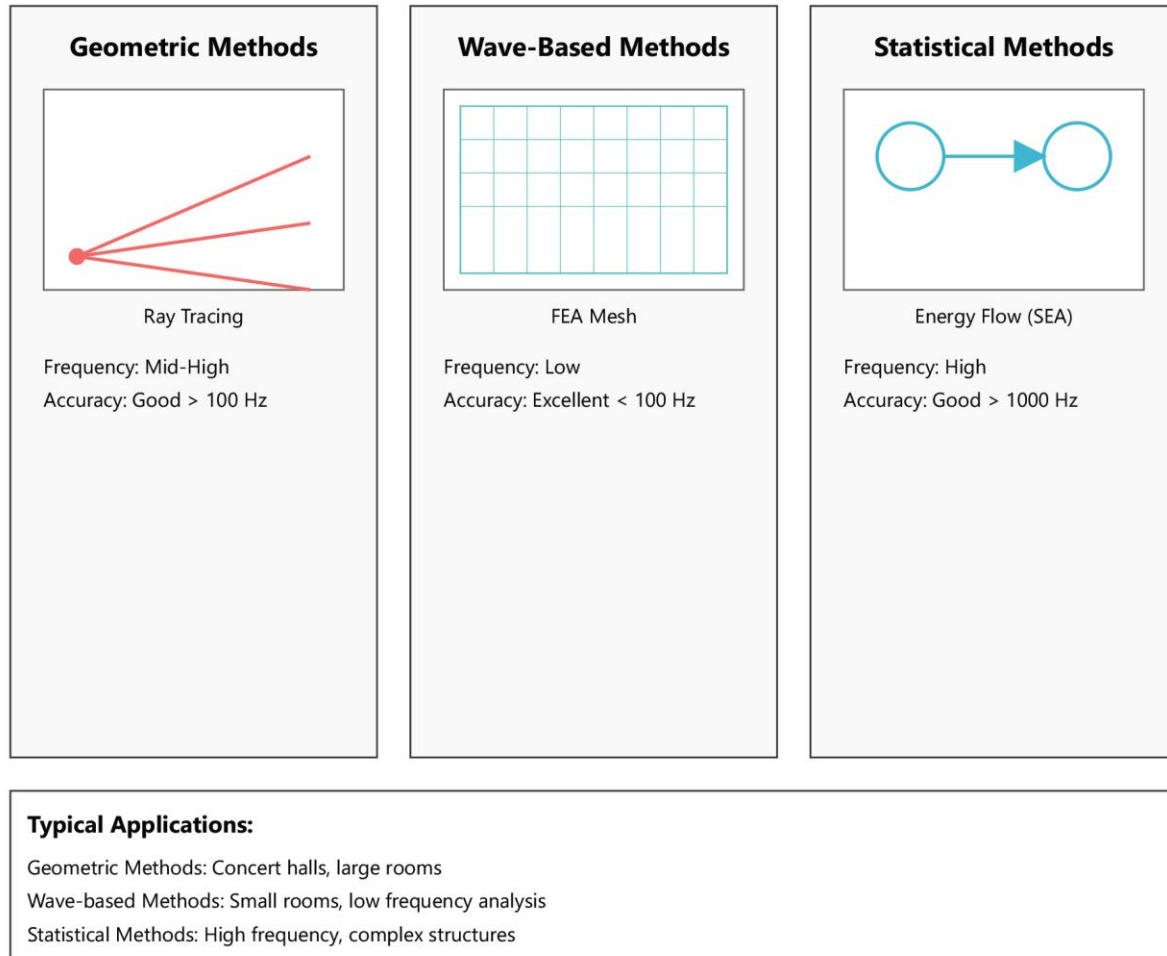 Geometric Methods
Ray Tracing
Frequency: Mid-High
Accuracy: Good > 100 Hz
Wave-Based Methods
FEA Mesh
Frequency: Low
Accuracy: Excellent < 100 Hz
Statistical Methods
Energy Flow (SEA)
Frequency: High
Accuracy: Good > 1000 Hz
Typical Applications:
Geometric Methods: Concert halls, large rooms
Wave-based Methods: Small rooms, low frequency analysis
Statistical Methods: High frequency, complex structures